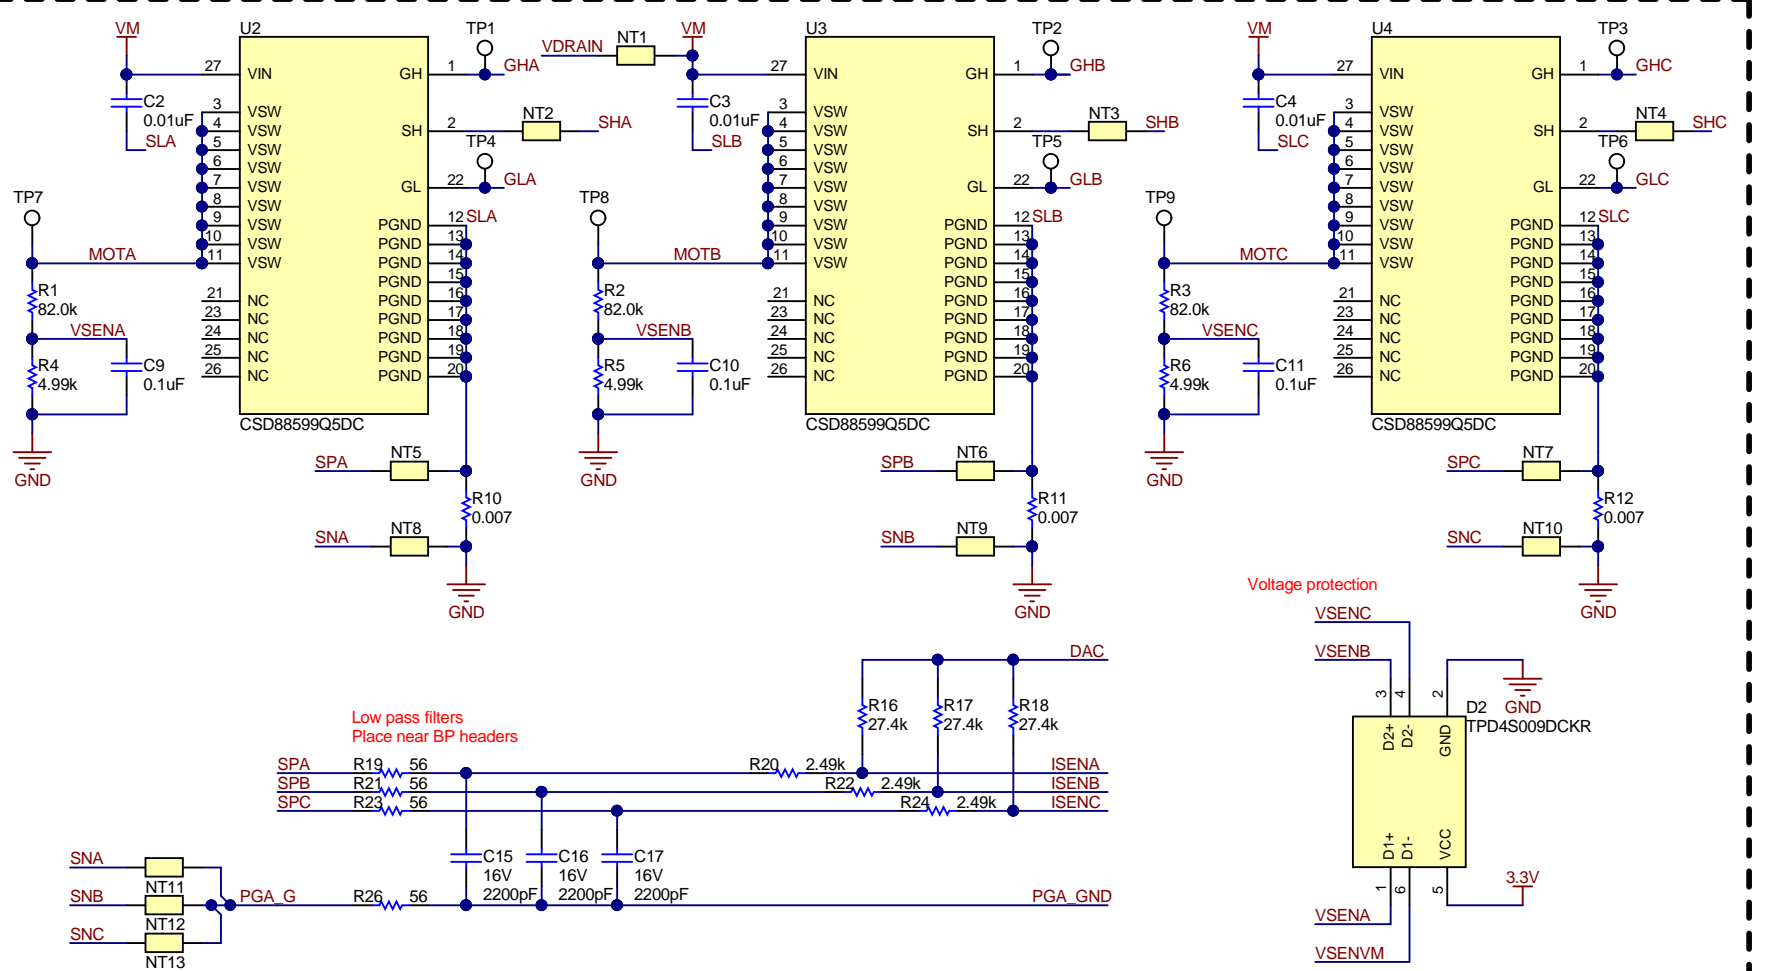 VM
U2
27 VIN
GH 1
TP1
GHA
C2
0.01uF
SLA
3 VSW
4 VSW
5 VSW
6 VSW
7 VSW
8 VSW
9 VSW
10 VSW
11 VSW
SH 2
NT2
SHA
TP4
GL 22
GLA
PGND 12 SLA
PGND 13
PGND 14
PGND 15
PGND 16
PGND 17
PGND 18
PGND 19
PGND 20
21 NC
23 NC
24 NC
25 NC
26 NC
CSD88599Q5DC
TP7
MOTA
R1
82.0k
VSENA
R4
4.99k
C9
0.1uF
GND
SPA NT5
R10
0.007
SNA NT8
GND
VDRAIN NT1
VM
U3
27 VIN
GH 1
TP2
GHB
C3
0.01uF
SLB
3 VSW
4 VSW
5 VSW
6 VSW
7 VSW
8 VSW
9 VSW
10 VSW
11 VSW
SH 2
NT3
SHB
TP5
GL 22
GLB
PGND 12 SLB
PGND 13
PGND 14
PGND 15
PGND 16
PGND 17
PGND 18
PGND 19
PGND 20
21 NC
23 NC
24 NC
25 NC
26 NC
CSD88599Q5DC
TP8
MOTB
R2
82.0k
VSENB
R5
4.99k
C10
0.1uF
GND
SPB NT6
R11
0.007
SNB NT9
GND
VM
U4
27 VIN
GH 1
TP3
GHC
C4
0.01uF
SLC
3 VSW
4 VSW
5 VSW
6 VSW
7 VSW
8 VSW
9 VSW
10 VSW
11 VSW
SH 2
NT4
SHC
TP6
GL 22
GLC
PGND 12 SLC
PGND 13
PGND 14
PGND 15
PGND 16
PGND 17
PGND 18
PGND 19
PGND 20
21 NC
23 NC
24 NC
25 NC
26 NC
CSD88599Q5DC
TP9
MOTC
R3
82.0k
VSENC
R6
4.99k
C11
0.1uF
GND
SPC NT7
R12
0.007
SNC NT10
GND
Low pass filters
Place near BP headers
DAC
R16
27.4k
R17
27.4k
R18
27.4k
SPA R19 56 R20 2.49k ISENA
SPB R21 56 R22 2.49k ISENB
SPC R23 56 R24 2.49k ISENC
C15
16V
2200pF
C16
16V
2200pF
C17
16V
2200pF
SNA
NT11
SNB PGA_G R26 56 PGA_GND
NT12
SNC
NT13
Voltage protection
VSENC
VSENB
3 4 2
GND
D2
TPD4S009DCKR
D2+ D2- GND
D1+ D1- VCC
1 6 5
3.3V
VSENA
VSENVM